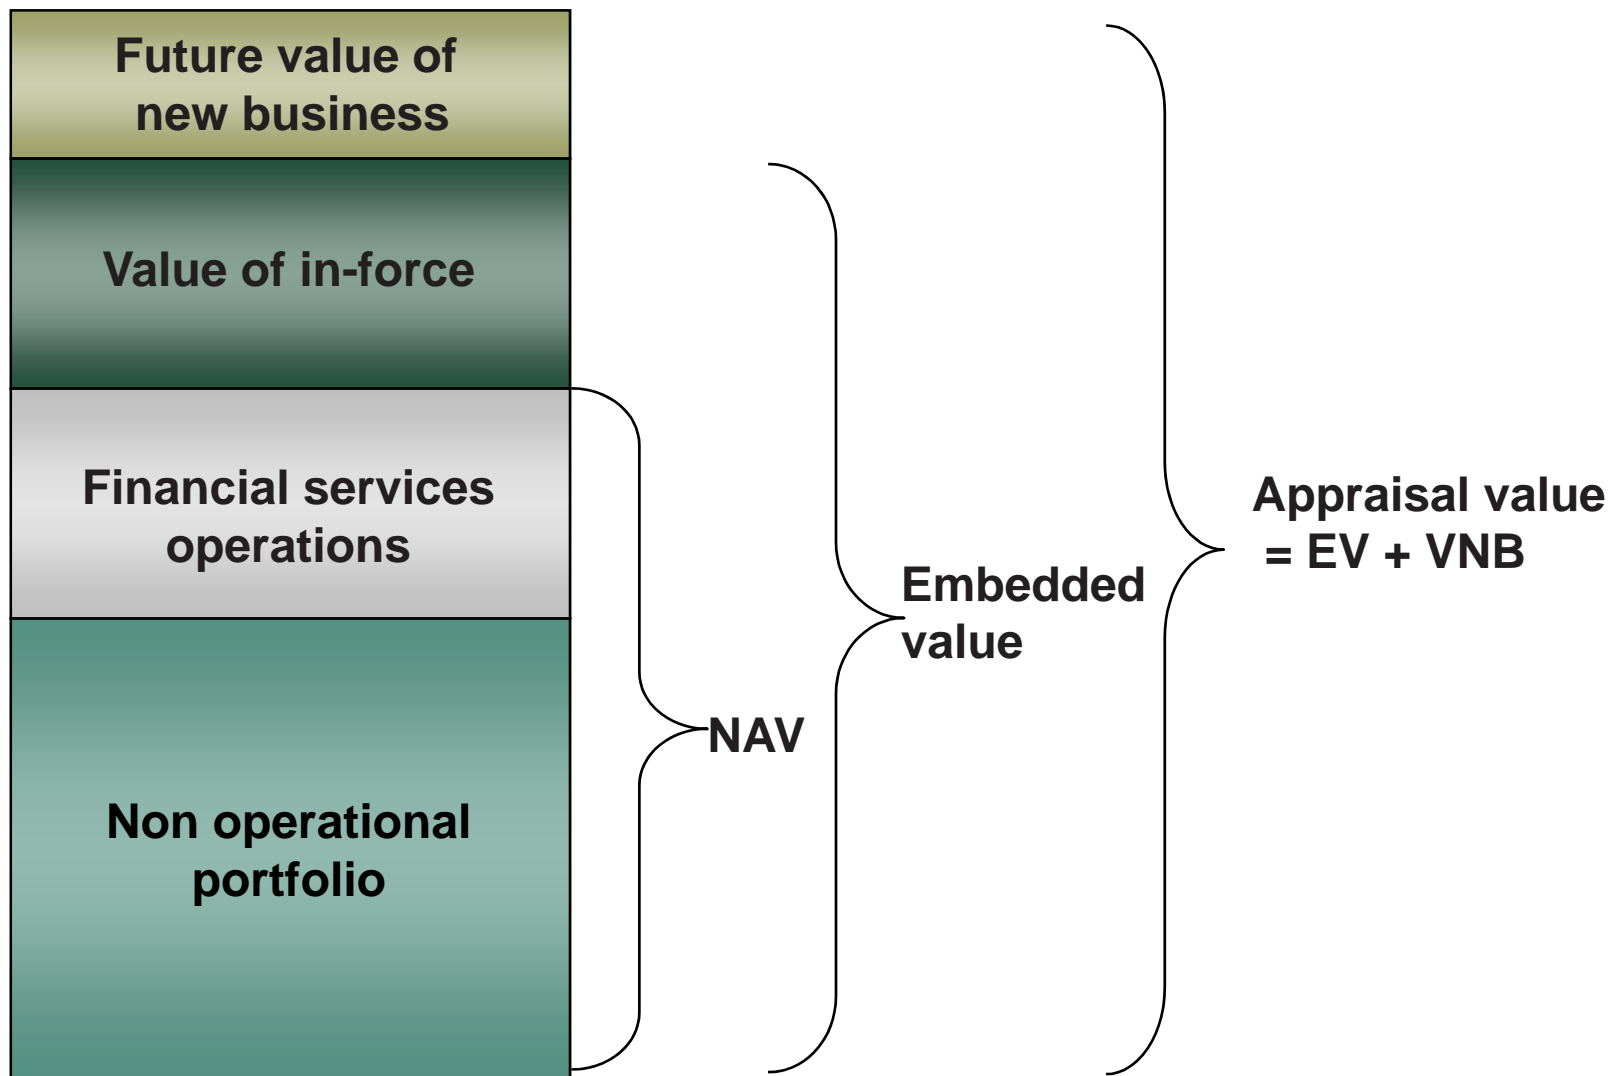 Future value of
new business
Value of in-force
Financial services
operations
Non operational
portfolio
NAV
Embedded
value
Appraisal value
= EV + VNB